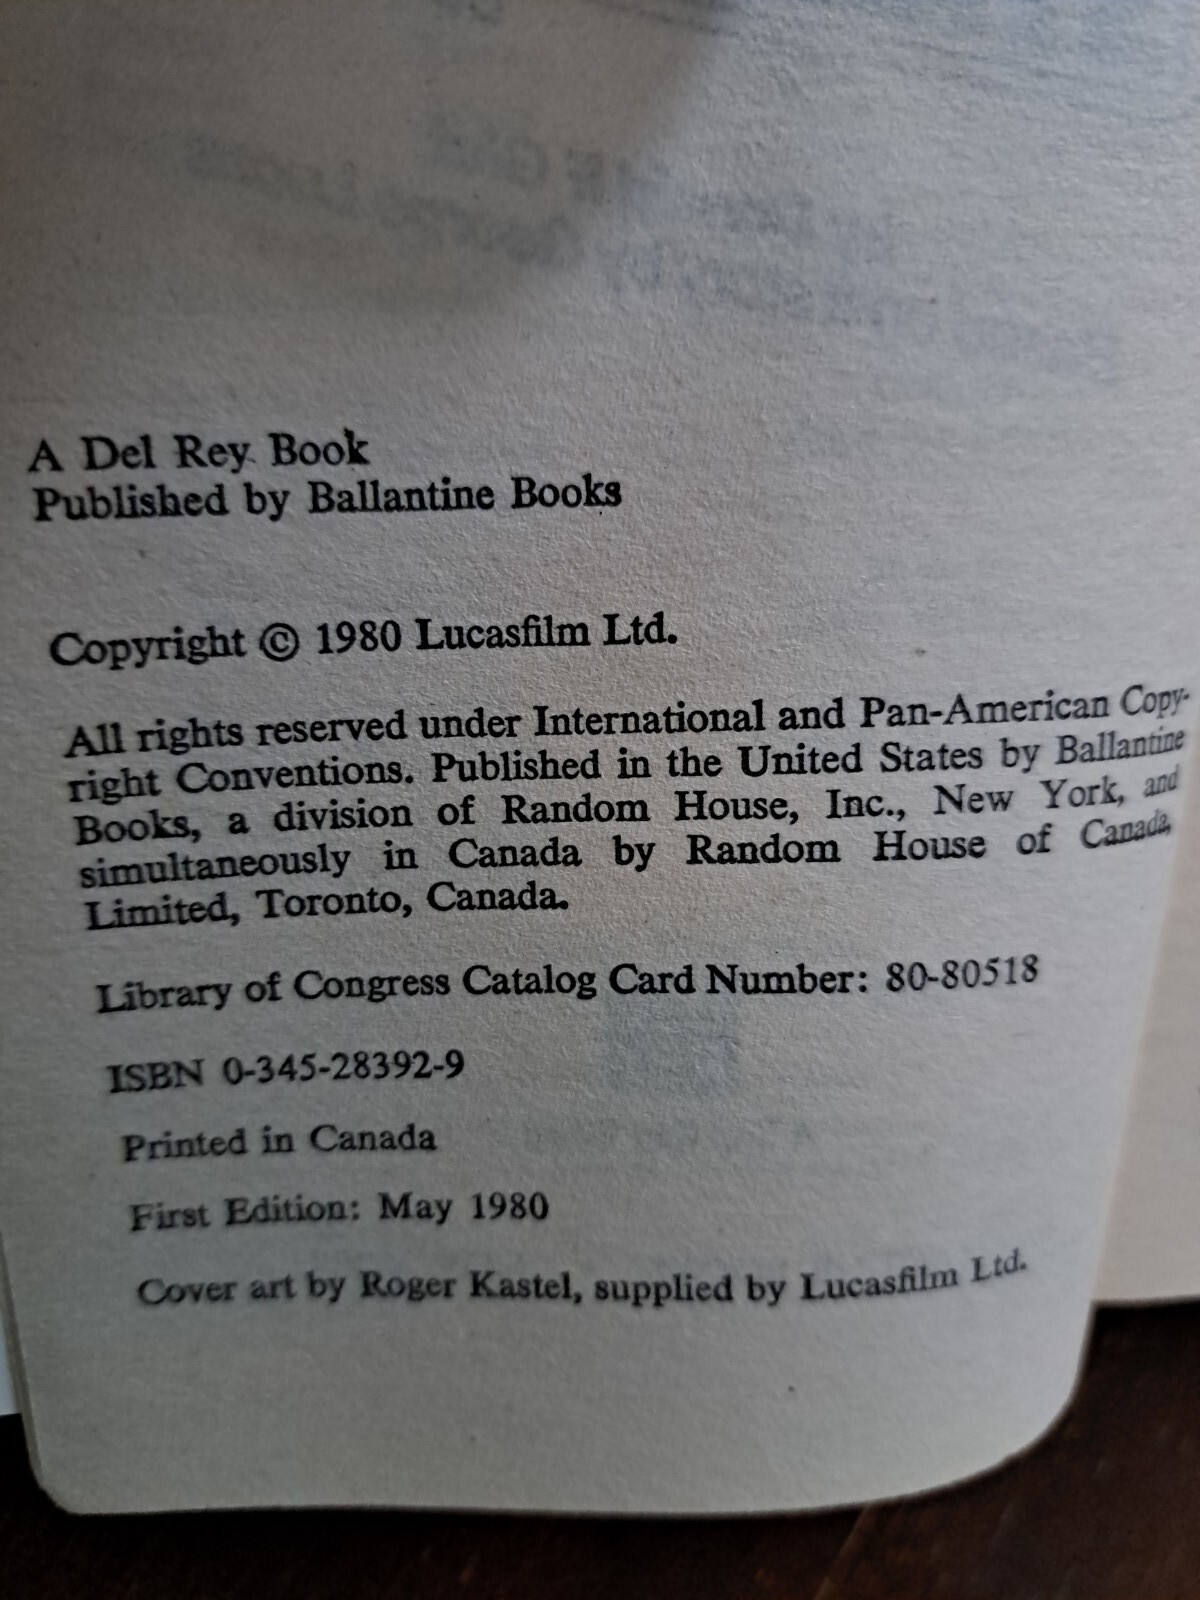 A Del Rey Book
Published by Ballantine Books
Copyright © 1980 Lucasfilm Ltd.
All rights reserved under International and Pan-American Copy-
right Conventions. Published in the United States by Ballantine
Books, a division of Random House, Inc., New York, and
simultaneously in Canada by Random House of Canada,
Limited, Toronto, Canada.
Library of Congress Catalog Card Number: 80-80518
ISBN 0-345-28392-9
Printed in Canada
First Edition: May 1980
Cover art by Roger Kastel, supplied by Lucasfilm Ltd.